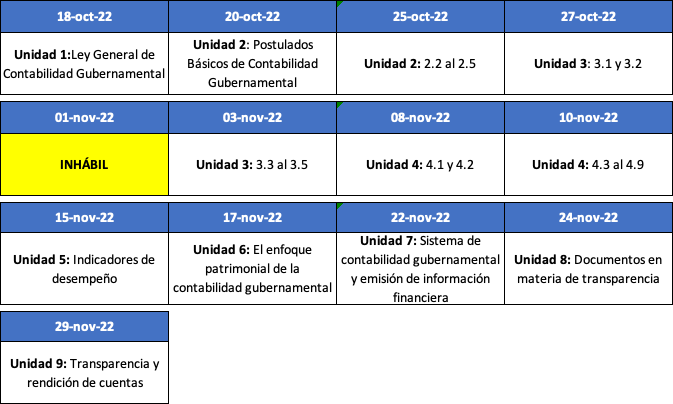 18-oct-22
20-oct-22
25-oct-22
27-oct-22
Unidad 1:Ley General de
Contabilidad Gubernamental
Unidad 2: Postulados
Básicos de Contabilidad
Gubernamental
Unidad 2: 2.2 al 2.5
Unidad 3: 3.1 y 3.2
01-nov-22
03-nov-22
08-nov-22
10-nov-22
INHÁBIL
Unidad 3: 3.3 al 3.5
Unidad 4: 4.1 y 4.2
Unidad 4: 4.3 al 4.9
15-nov-22
17-nov-22
22-nov-22
24-nov-22
Unidad 5: Indicadores de
desempeño
Unidad 6: El enfoque
patrimonial de la
contabilidad gubernamental
Unidad 7: Sistema de
contabilidad gubernamental
y emisión de información
financiera
Unidad 8: Documentos en
materia de transparencia
29-nov-22
Unidad 9: Transparencia y
rendición de cuentas